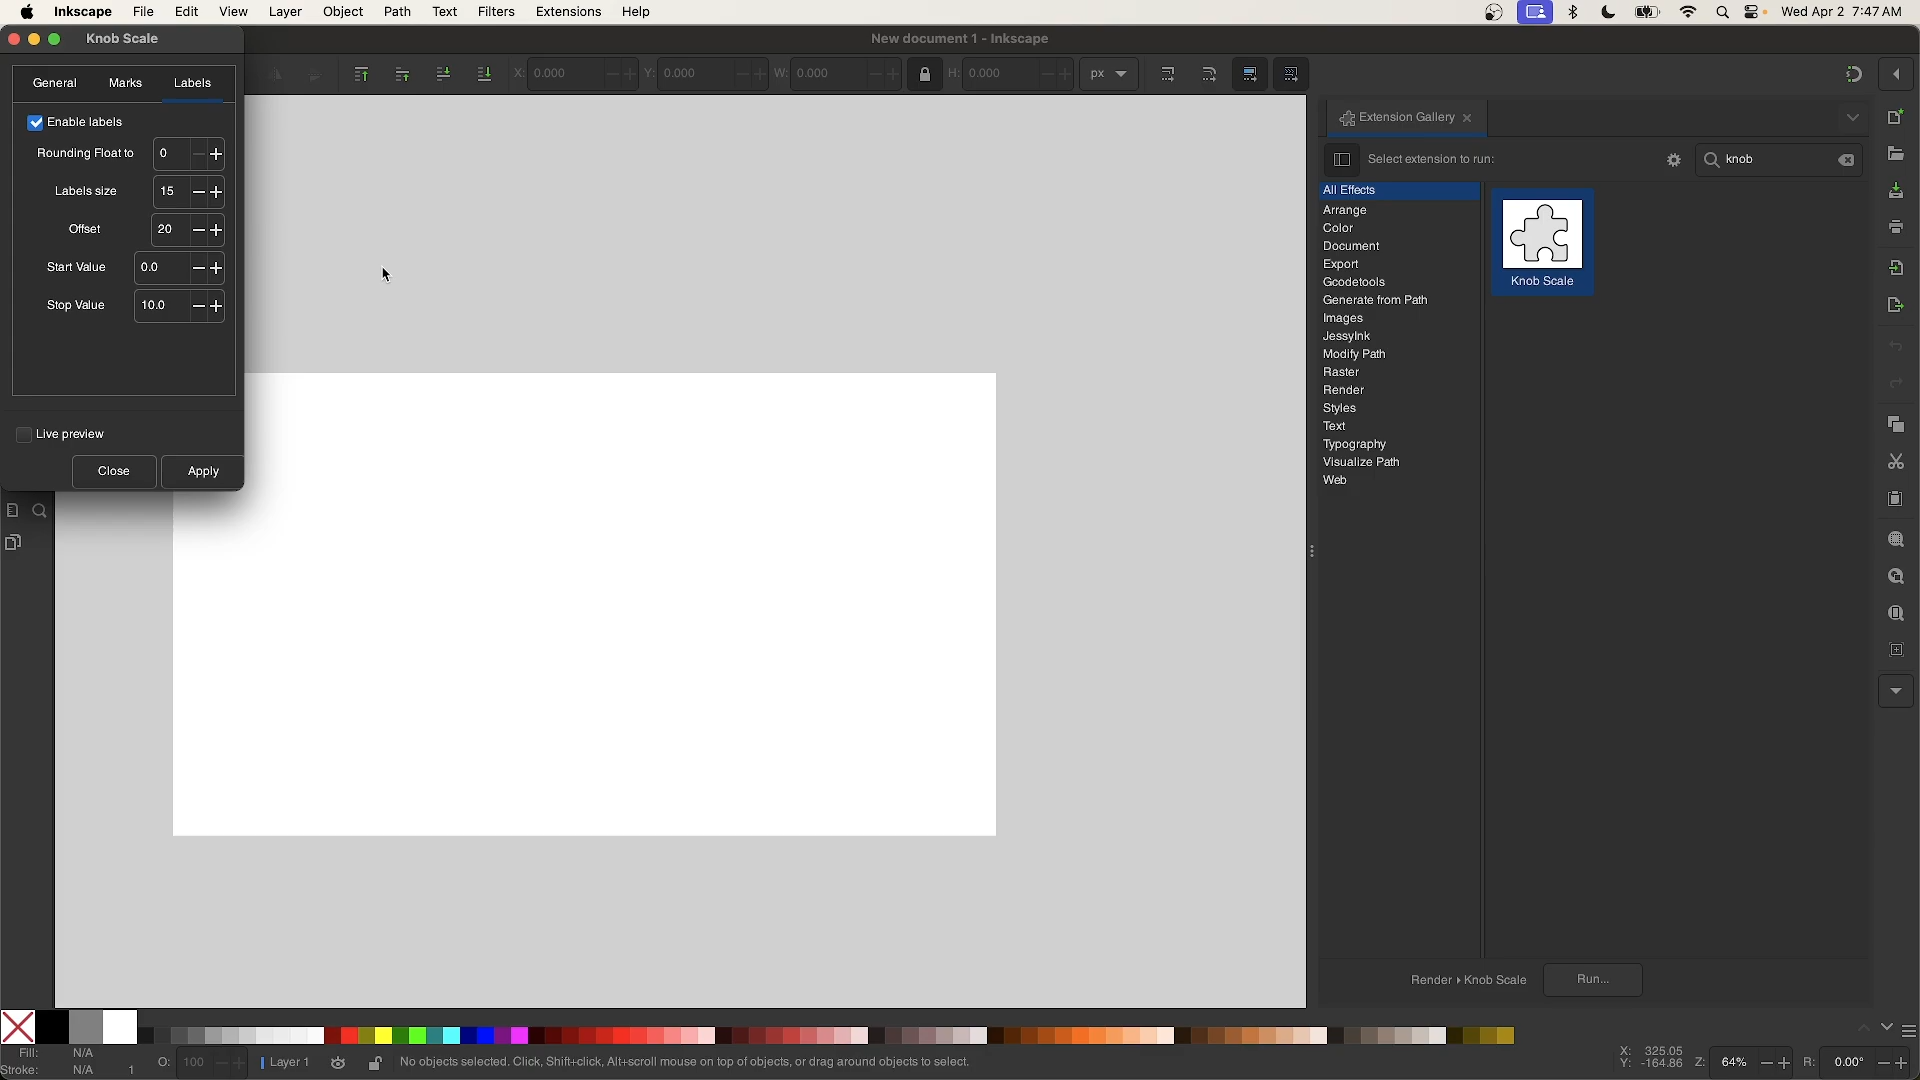 Inkscape File Edit View Layer Object Path Text Filters Extensions Help
Wed Apr 2 7:47 AM
Knob Scale
New document 1 - Inkscape
X: 0.000 Y: 0.000 W: 0.000 H: 0.000 px
General Marks Labels
Enable labels
Rounding Float to 0
Labels size 15
Offset 20
Start Value 0.0
Stop Value 10.0
Live preview
Close Apply
Extension Gallery
Select extension to run:
knob
All Effects
Arrange
Color
Document
Export
Gcodetools
Generate from Path
Images
JessyInk
Modify Path
Raster
Render
Styles
Text
Typography
Visualize Path
Web
Knob Scale
Render Knob Scale
Run...
Fill: N/A
Stroke: N/A 1
O: 100
Layer 1
No objects selected. Click, Shift+click, Alt+scroll mouse on top of objects, or drag around objects to select.
X: 325.05
Y: -164.86
Z: 64%
R: 0.00°